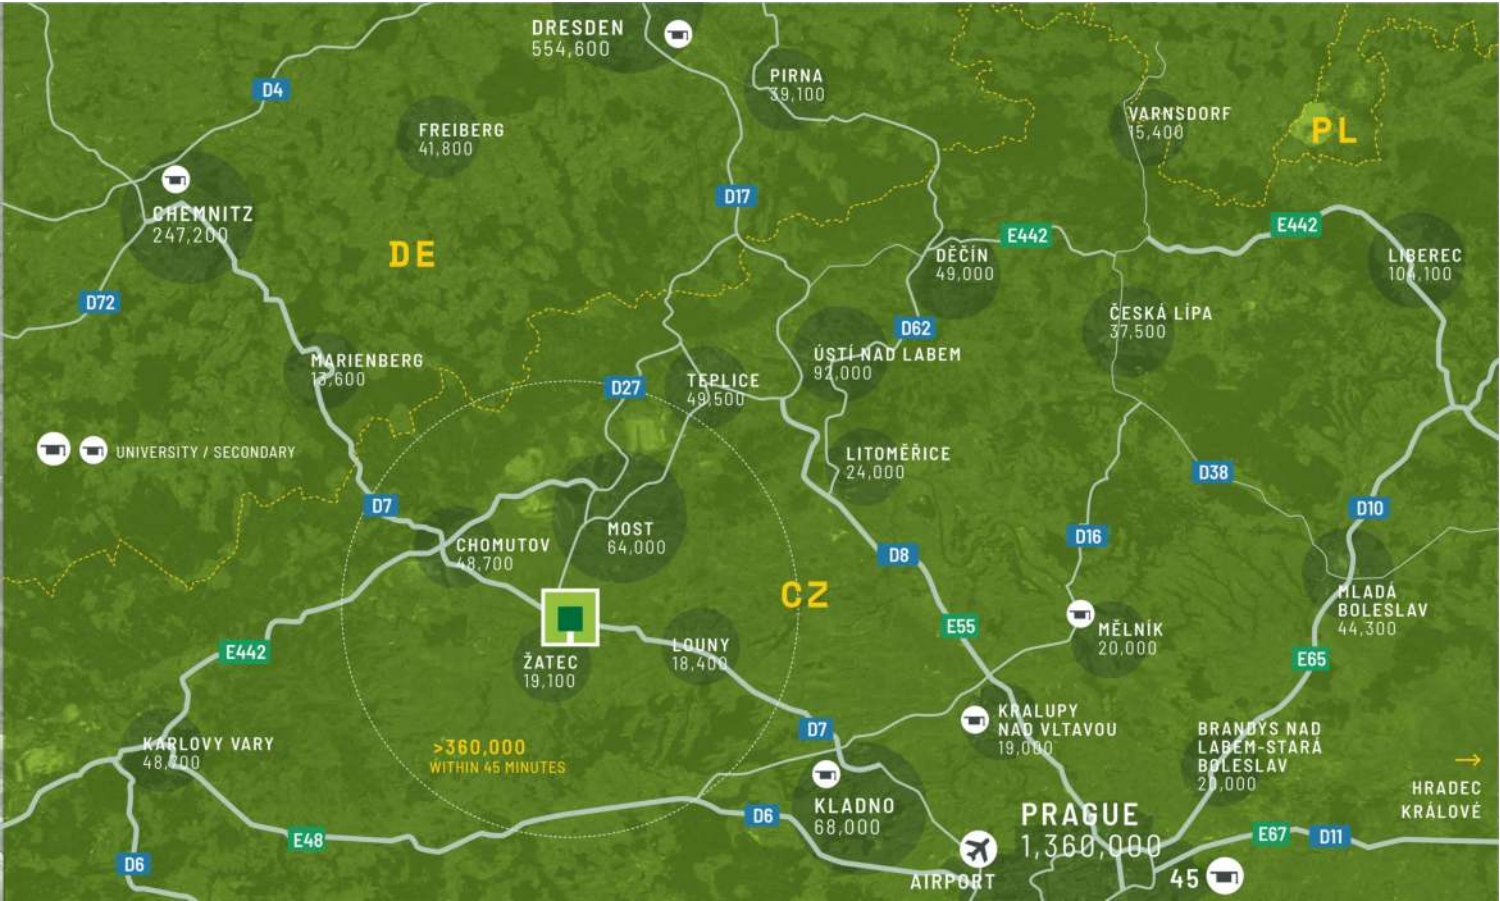 DRESDEN
554,600
PIRNA
39,100
D4
VARNSDORF
15,400
PL
FREIBERG
41,800
D17
CHEMNITZ
247,200
E442
E442
DE
DĚČÍN
49,000
LIBEREC
104,100
D72
ČESKÁ LÍPA
37,500
D62
ÚSTÍ NAD LABEM
92,000
MARIENBERG
13,600
TEPLICE
49,500
D27
UNIVERSITY / SECONDARY
LITOMĚŘICE
24,000
D38
D7
D10
MOST
64,000
D16
CHOMUTOV
48,700
D8
CZ
MLADÁ
BOLESLAV
44,300
E55
MĚLNÍK
20,000
E442
LOUNY
18,400
E65
ŽATEC
19,100
KRALUPY
NAD VLTAVOU
19,000
D7
BRANDÝS NAD
LABEM-STARÁ
BOLESLAV
20,000
KARLOVY VARY
48,700
>360,000
WITHIN 45 MINUTES
→
HRADEC
KRÁLOVÉ
KLADNO
68,000
D6
PRAGUE
1,360,000
E48
E67
D11
D6
AIRPORT
45